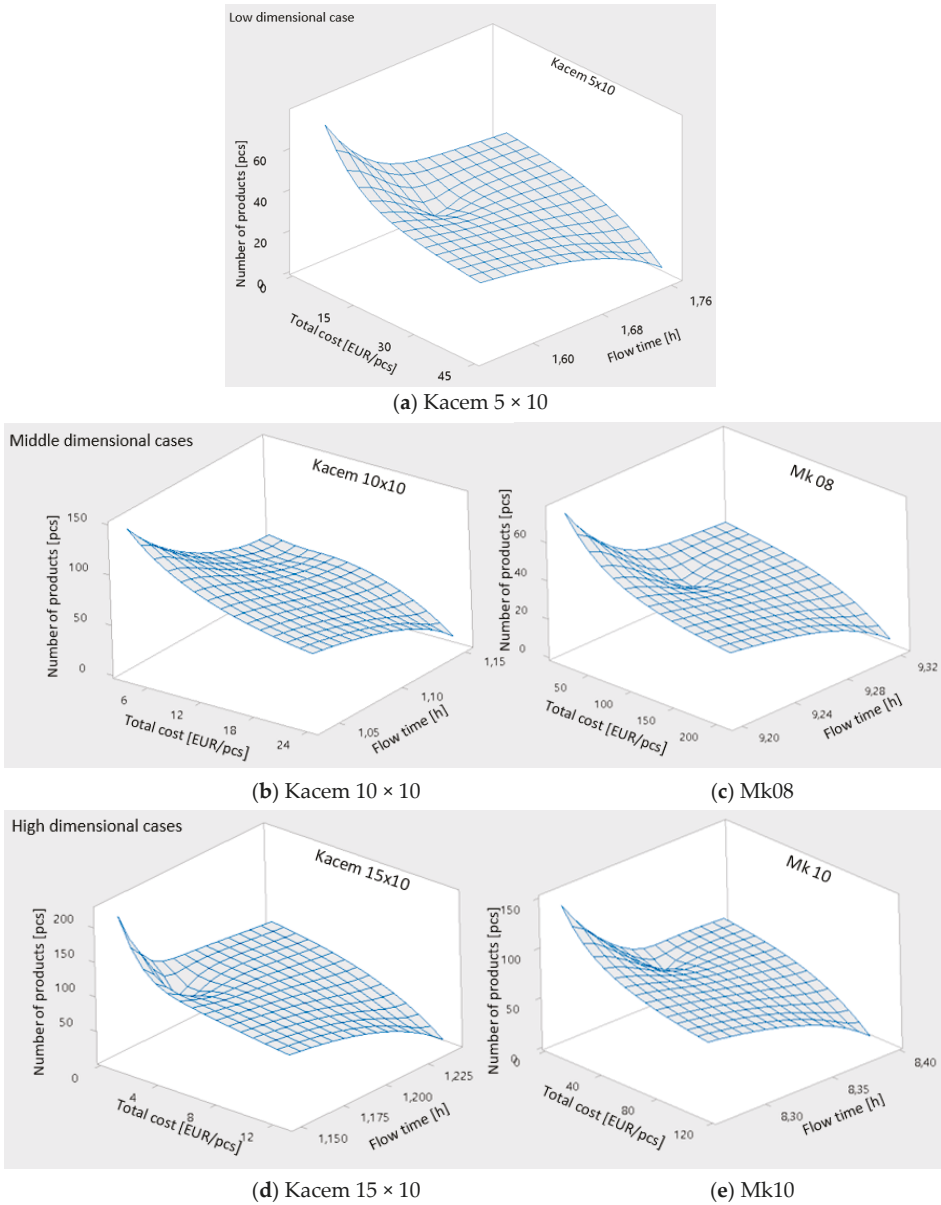 Low dimensional case
Kacem 5x10
Number of products [pcs]
60
40
20
0
0
15
30
45
Total cost [EUR/pcs]
1,60
1,68
1,76
Flow time [h]
(a) Kacem 5 × 10
Middle dimensional cases
Kacem 10x10
Number of products [pcs]
150
100
50
0
6
12
18
24
Total cost [EUR/pcs]
1,05
1,10
1,15
Flow time [h]
Mk 08
Number of products [pcs]
60
40
20
0
50
100
150
200
Total cost [EUR/pcs]
9,20
9,24
9,28
9,32
Flow time [h]
(b) Kacem 10 × 10
(c) Mk08
High dimensional cases
Kacem 15x10
Number of products [pcs]
200
150
100
50
0
4
8
12
Total cost [EUR/pcs]
1,150
1,175
1,200
1,225
Flow time [h]
Mk 10
Number of products [pcs]
150
100
50
0
0
40
80
120
Total cost [EUR/pcs]
8,30
8,35
8,40
Flow time [h]
(d) Kacem 15 × 10
(e) Mk10